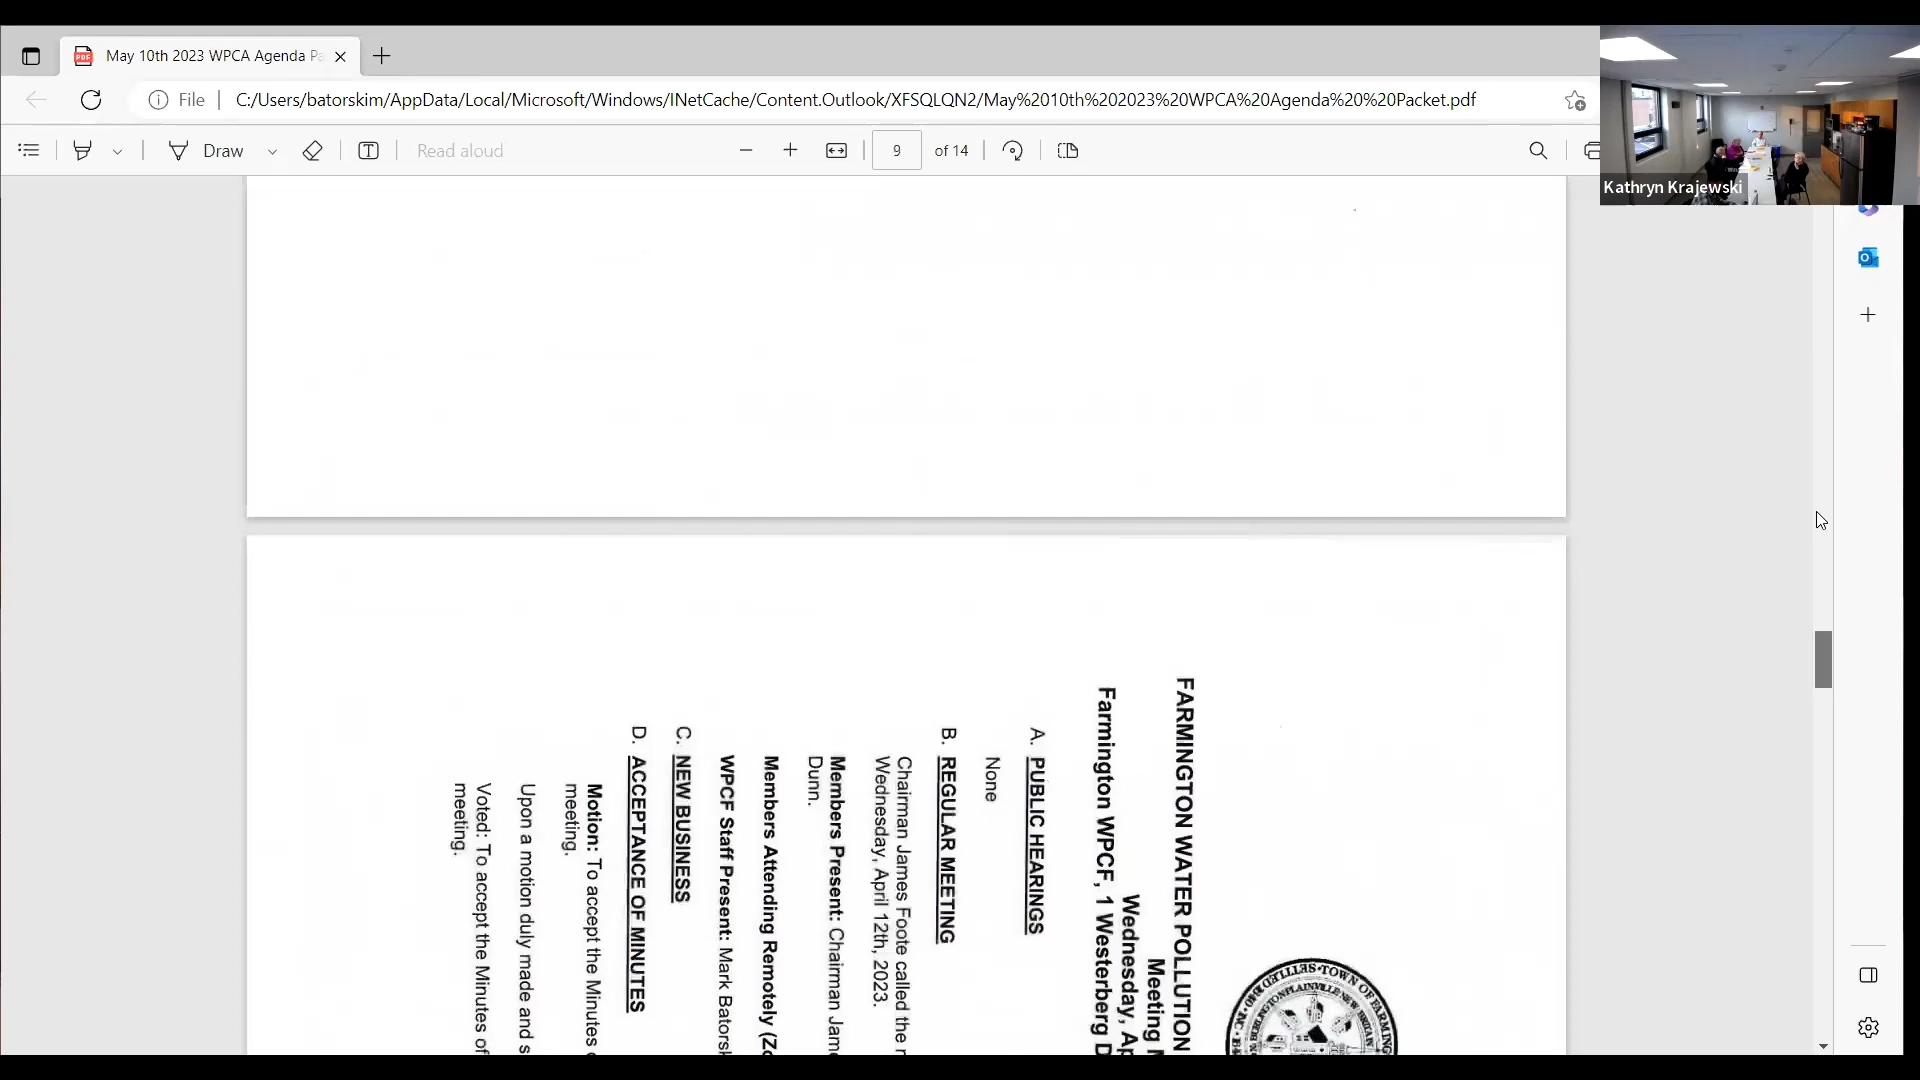 May 10th 2023 WPCA Agenda Pa
File
C:/Users/batorskim/AppData/Local/Microsoft/Windows/INetCache/Content.Outlook/XFSQLQN2/May%2010th%202023%20WPCA%20Agenda%20%20Packet.pdf
Draw
Read aloud
9
of 14
Kathryn Krajewski
FARMINGTON WATER POLLUTION
Meeting
Wednesday, Ap
Farmington WPCF, 1 Westerberg D
A. PUBLIC HEARINGS
None
B. REGULAR MEETING
Chairman James Foote called the
Wednesday, April 12th, 2023.
Members Present: Chairman Jame
Dunn.
Members Attending Remotely (Zo
WPCF Staff Present: Mark Batorsk
C. NEW BUSINESS
D. ACCEPTANCE OF MINUTES
Motion: To accept the Minutes
meeting.
Upon a motion duly made and s
Voted: To accept the Minutes of
meeting.